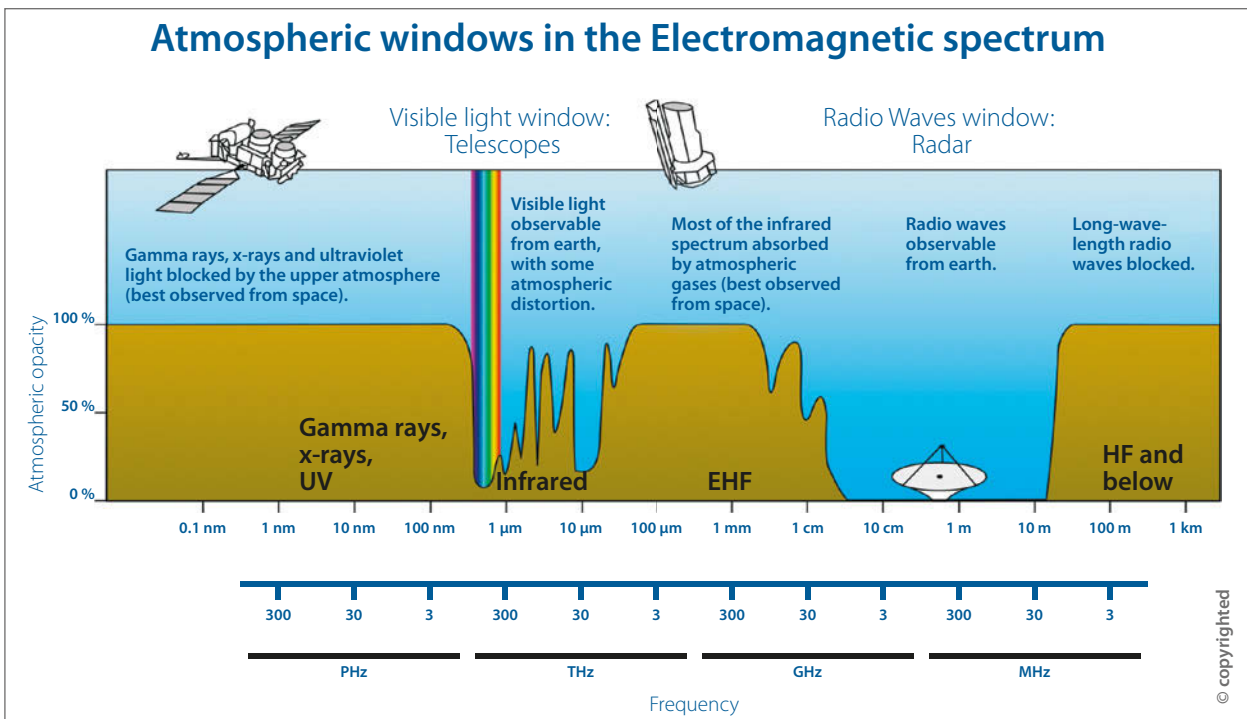 Atmospheric windows in the Electromagnetic spectrum
Visible light window:
Telescopes
Radio Waves window:
Radar
Gamma rays, x-rays and ultraviolet
light blocked by the upper atmosphere
(best observed from space).
Visible light
observable
from earth,
with some
atmospheric
distortion.
Most of the infrared
spectrum absorbed
by atmospheric
gases (best observed
from space).
Radio waves
observable
from earth.
Long-wave-
length radio
waves blocked.
Atmospheric opacity
100 %
50 %
0 %
Gamma rays,
x-rays,
UV
Infrared
EHF
HF and
below
0.1 nm 1 nm 10 nm 100 nm 1 µm 10 µm 100 µm 1 mm 1 cm 10 cm 1 m 10 m 100 m 1 km
300 30 3 300 30 3 300 30 3 300 30 3
PHz THz GHz MHz
Frequency
© copyrighted